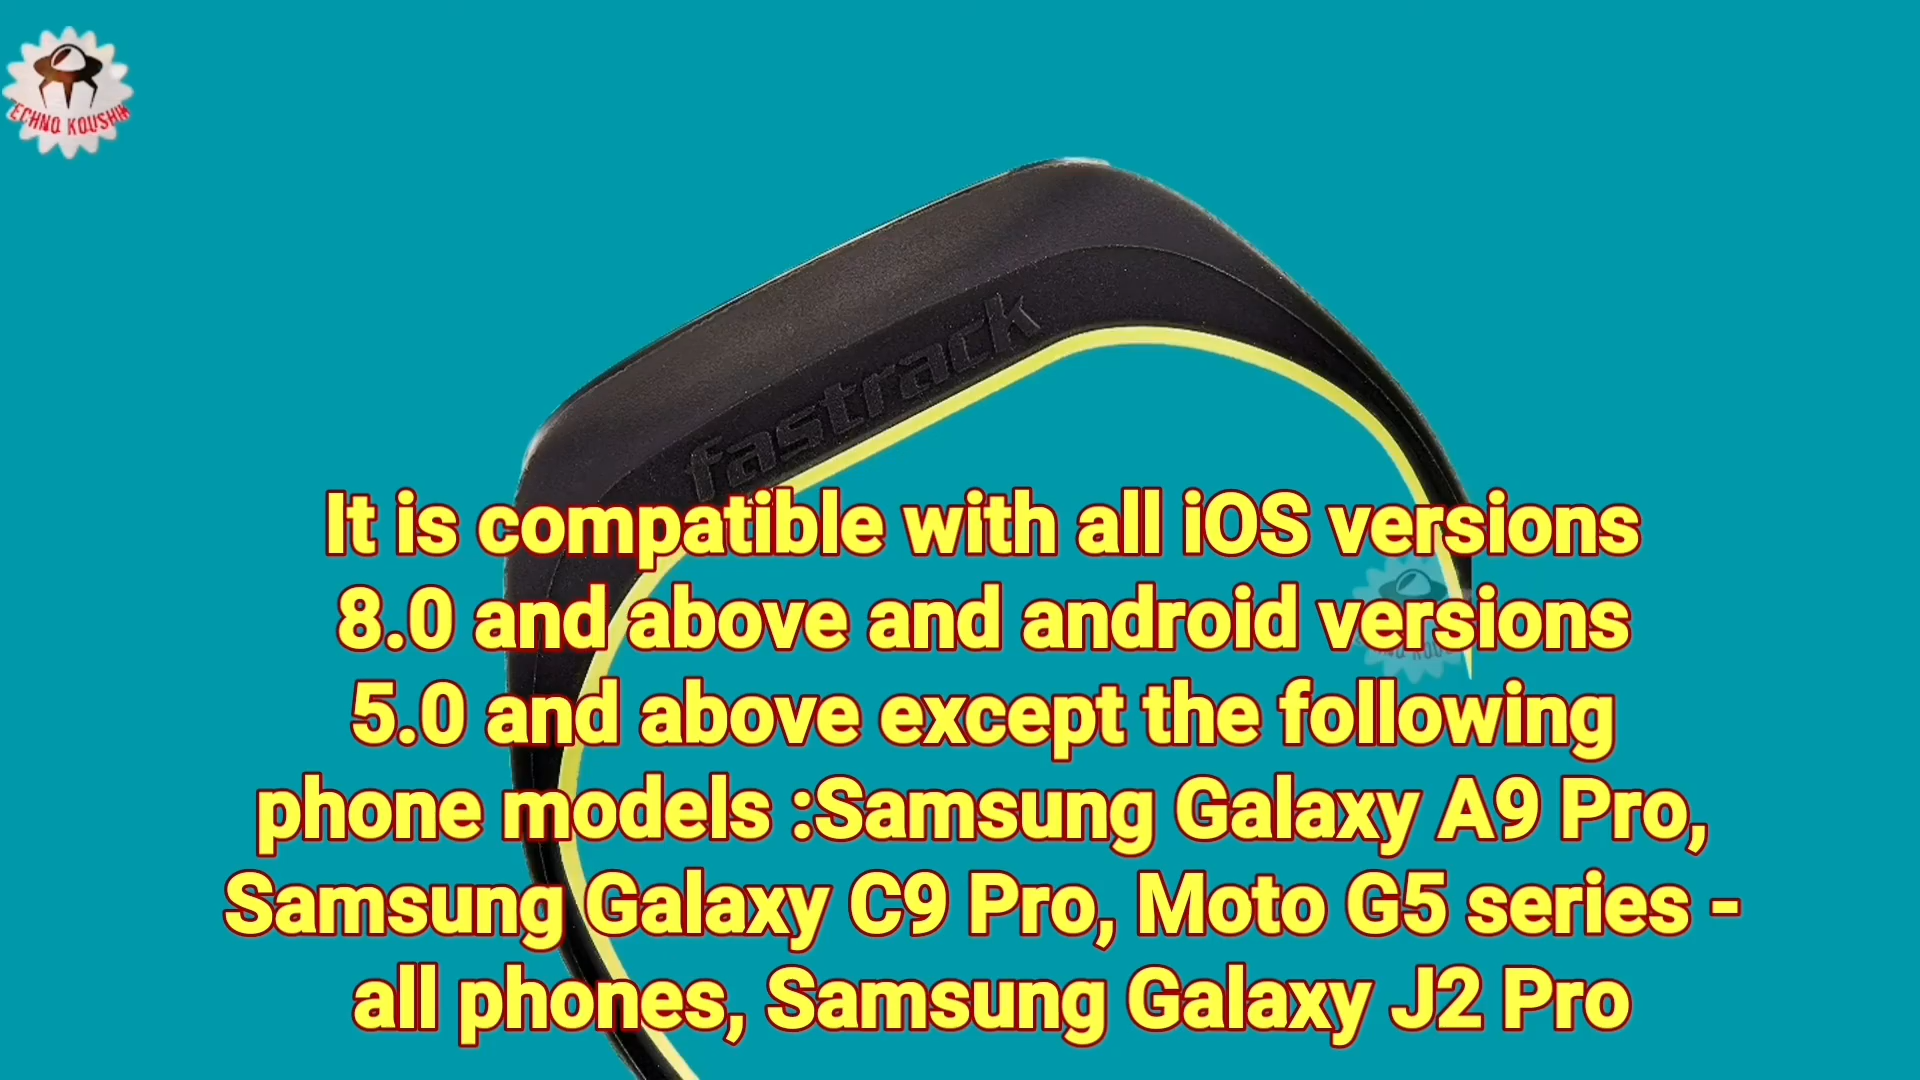 ECHNO KOUSHIK
fastrack
It is compatible with all iOS versions
8.0 and above and android versions
5.0 and above except the following
phone models :Samsung Galaxy A9 Pro,
Samsung Galaxy C9 Pro, Moto G5 series -
all phones, Samsung Galaxy J2 Pro